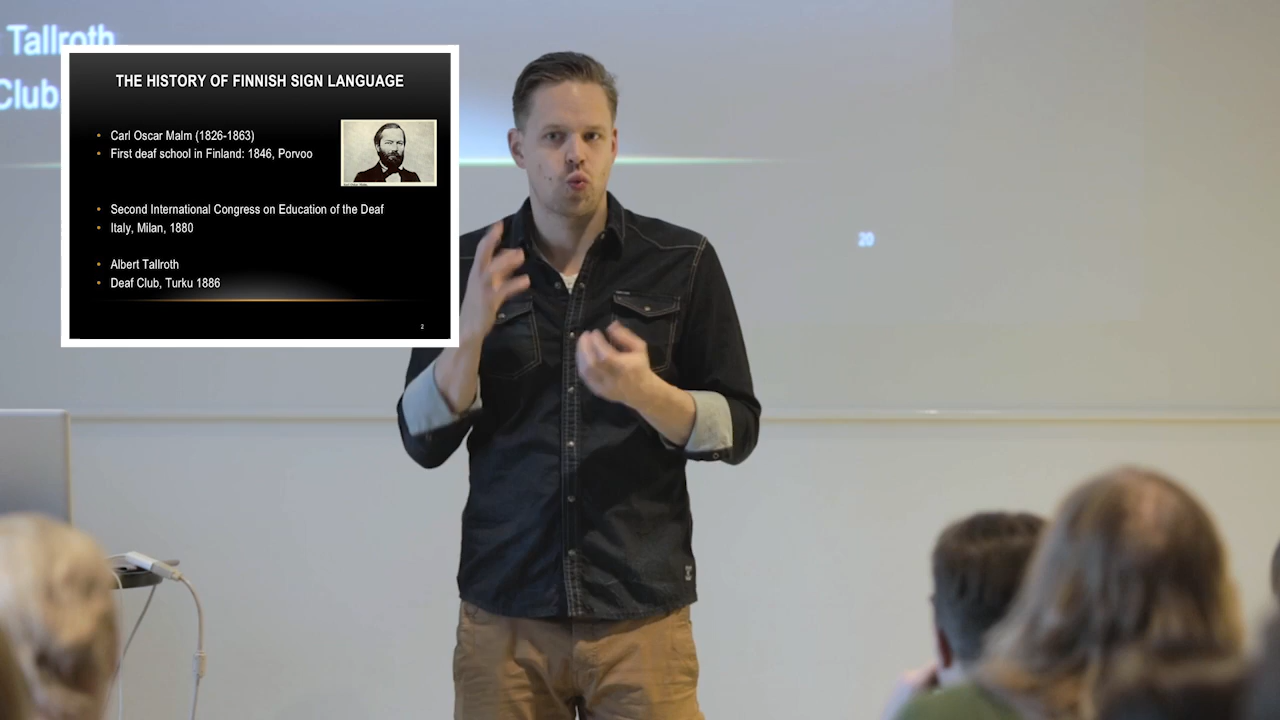 Tallroth
Club
THE HISTORY OF FINNISH SIGN LANGUAGE
• Carl Oscar Malm (1826-1863)
• First deaf school in Finland: 1846, Porvoo
• Second International Congress on Education of the Deaf
• Italy, Milan, 1880
• Albert Tallroth
• Deaf Club, Turku 1886
2
20